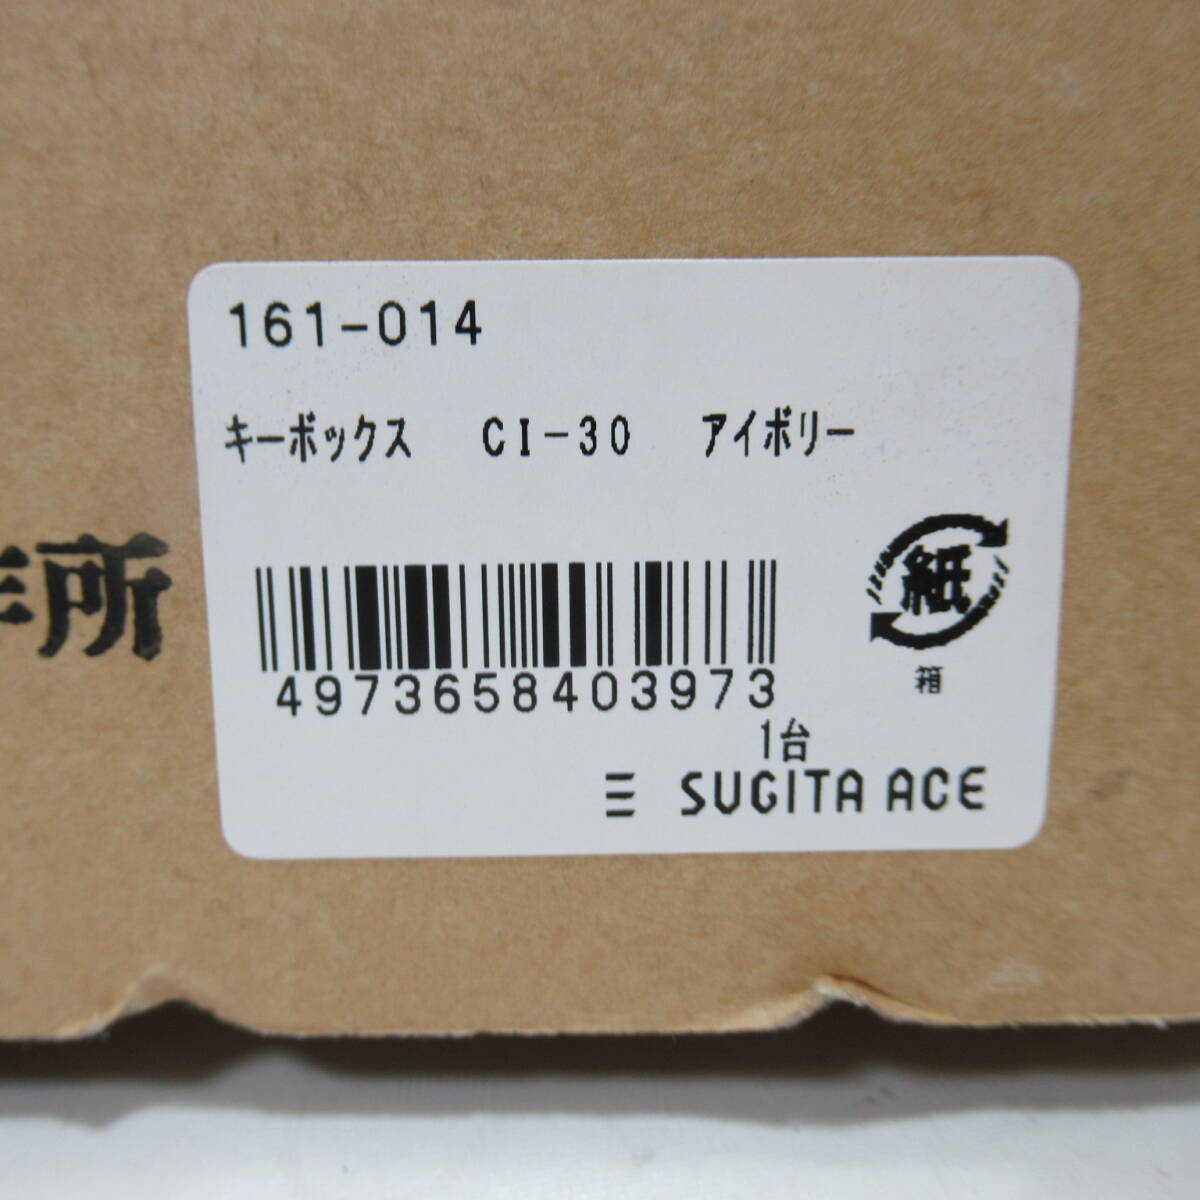 161-014
キーボックス CI-30 アイボリー
作所
紙
箱
4973658403973
1台
SUGITA ACE